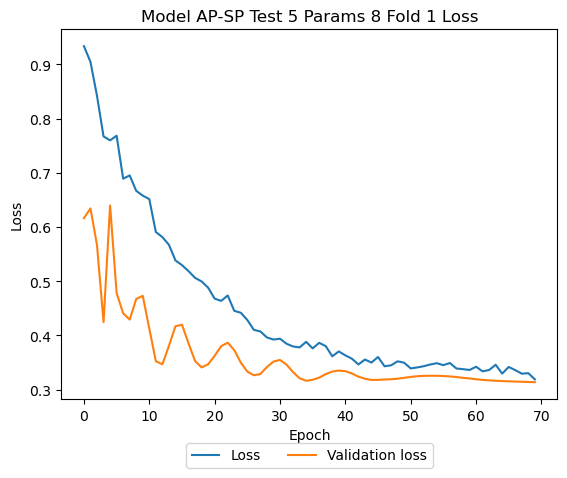 Model AP-SP Test 5 Params 8 Fold 1 Loss
0.9
0.8
0.7
0.6
0.5
0.4
0.3
Loss
0 10 20 30 40 50 60 70
Epoch
Loss Validation loss